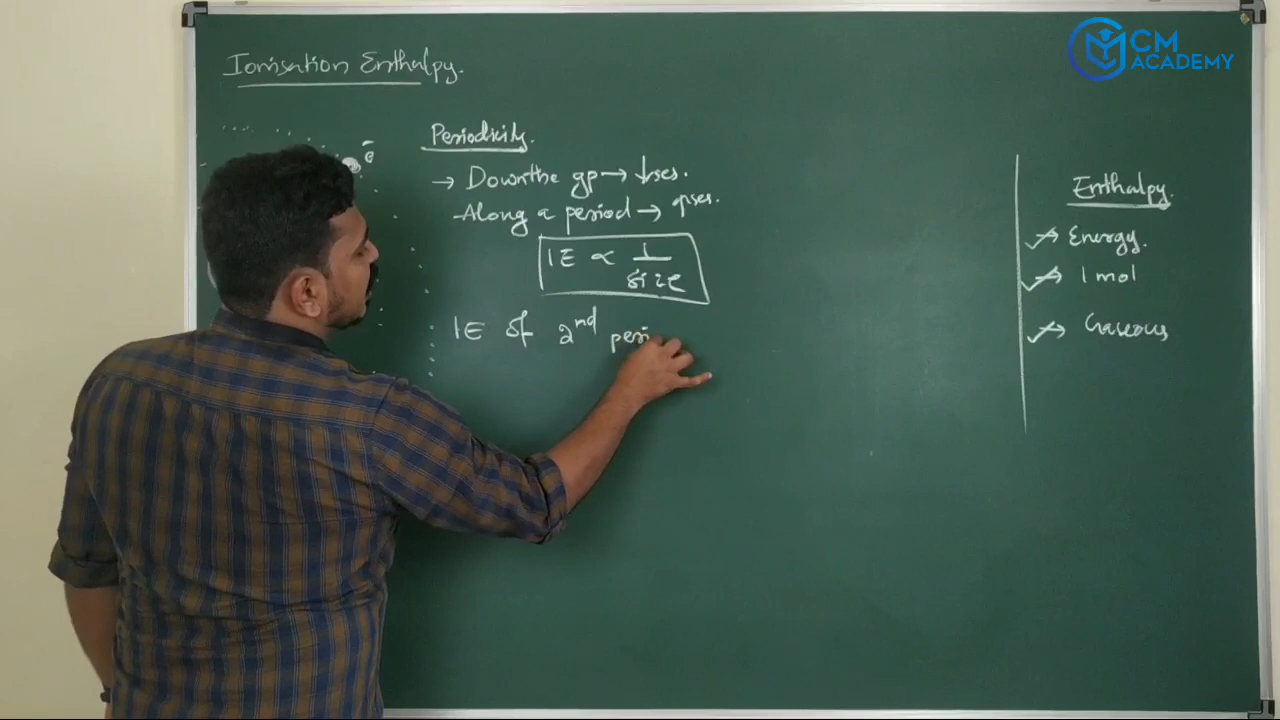 Ionisation Enthalpy.
CM
ACADEMY
ē
Periodicity.
→ Down the gp → ↓ses.
→ Along a period → ↑ses.
IE ∝ 1/size
IE of 2nd peri
Enthalpy.
→ Energy.
→ 1 mol
→ Gaseous